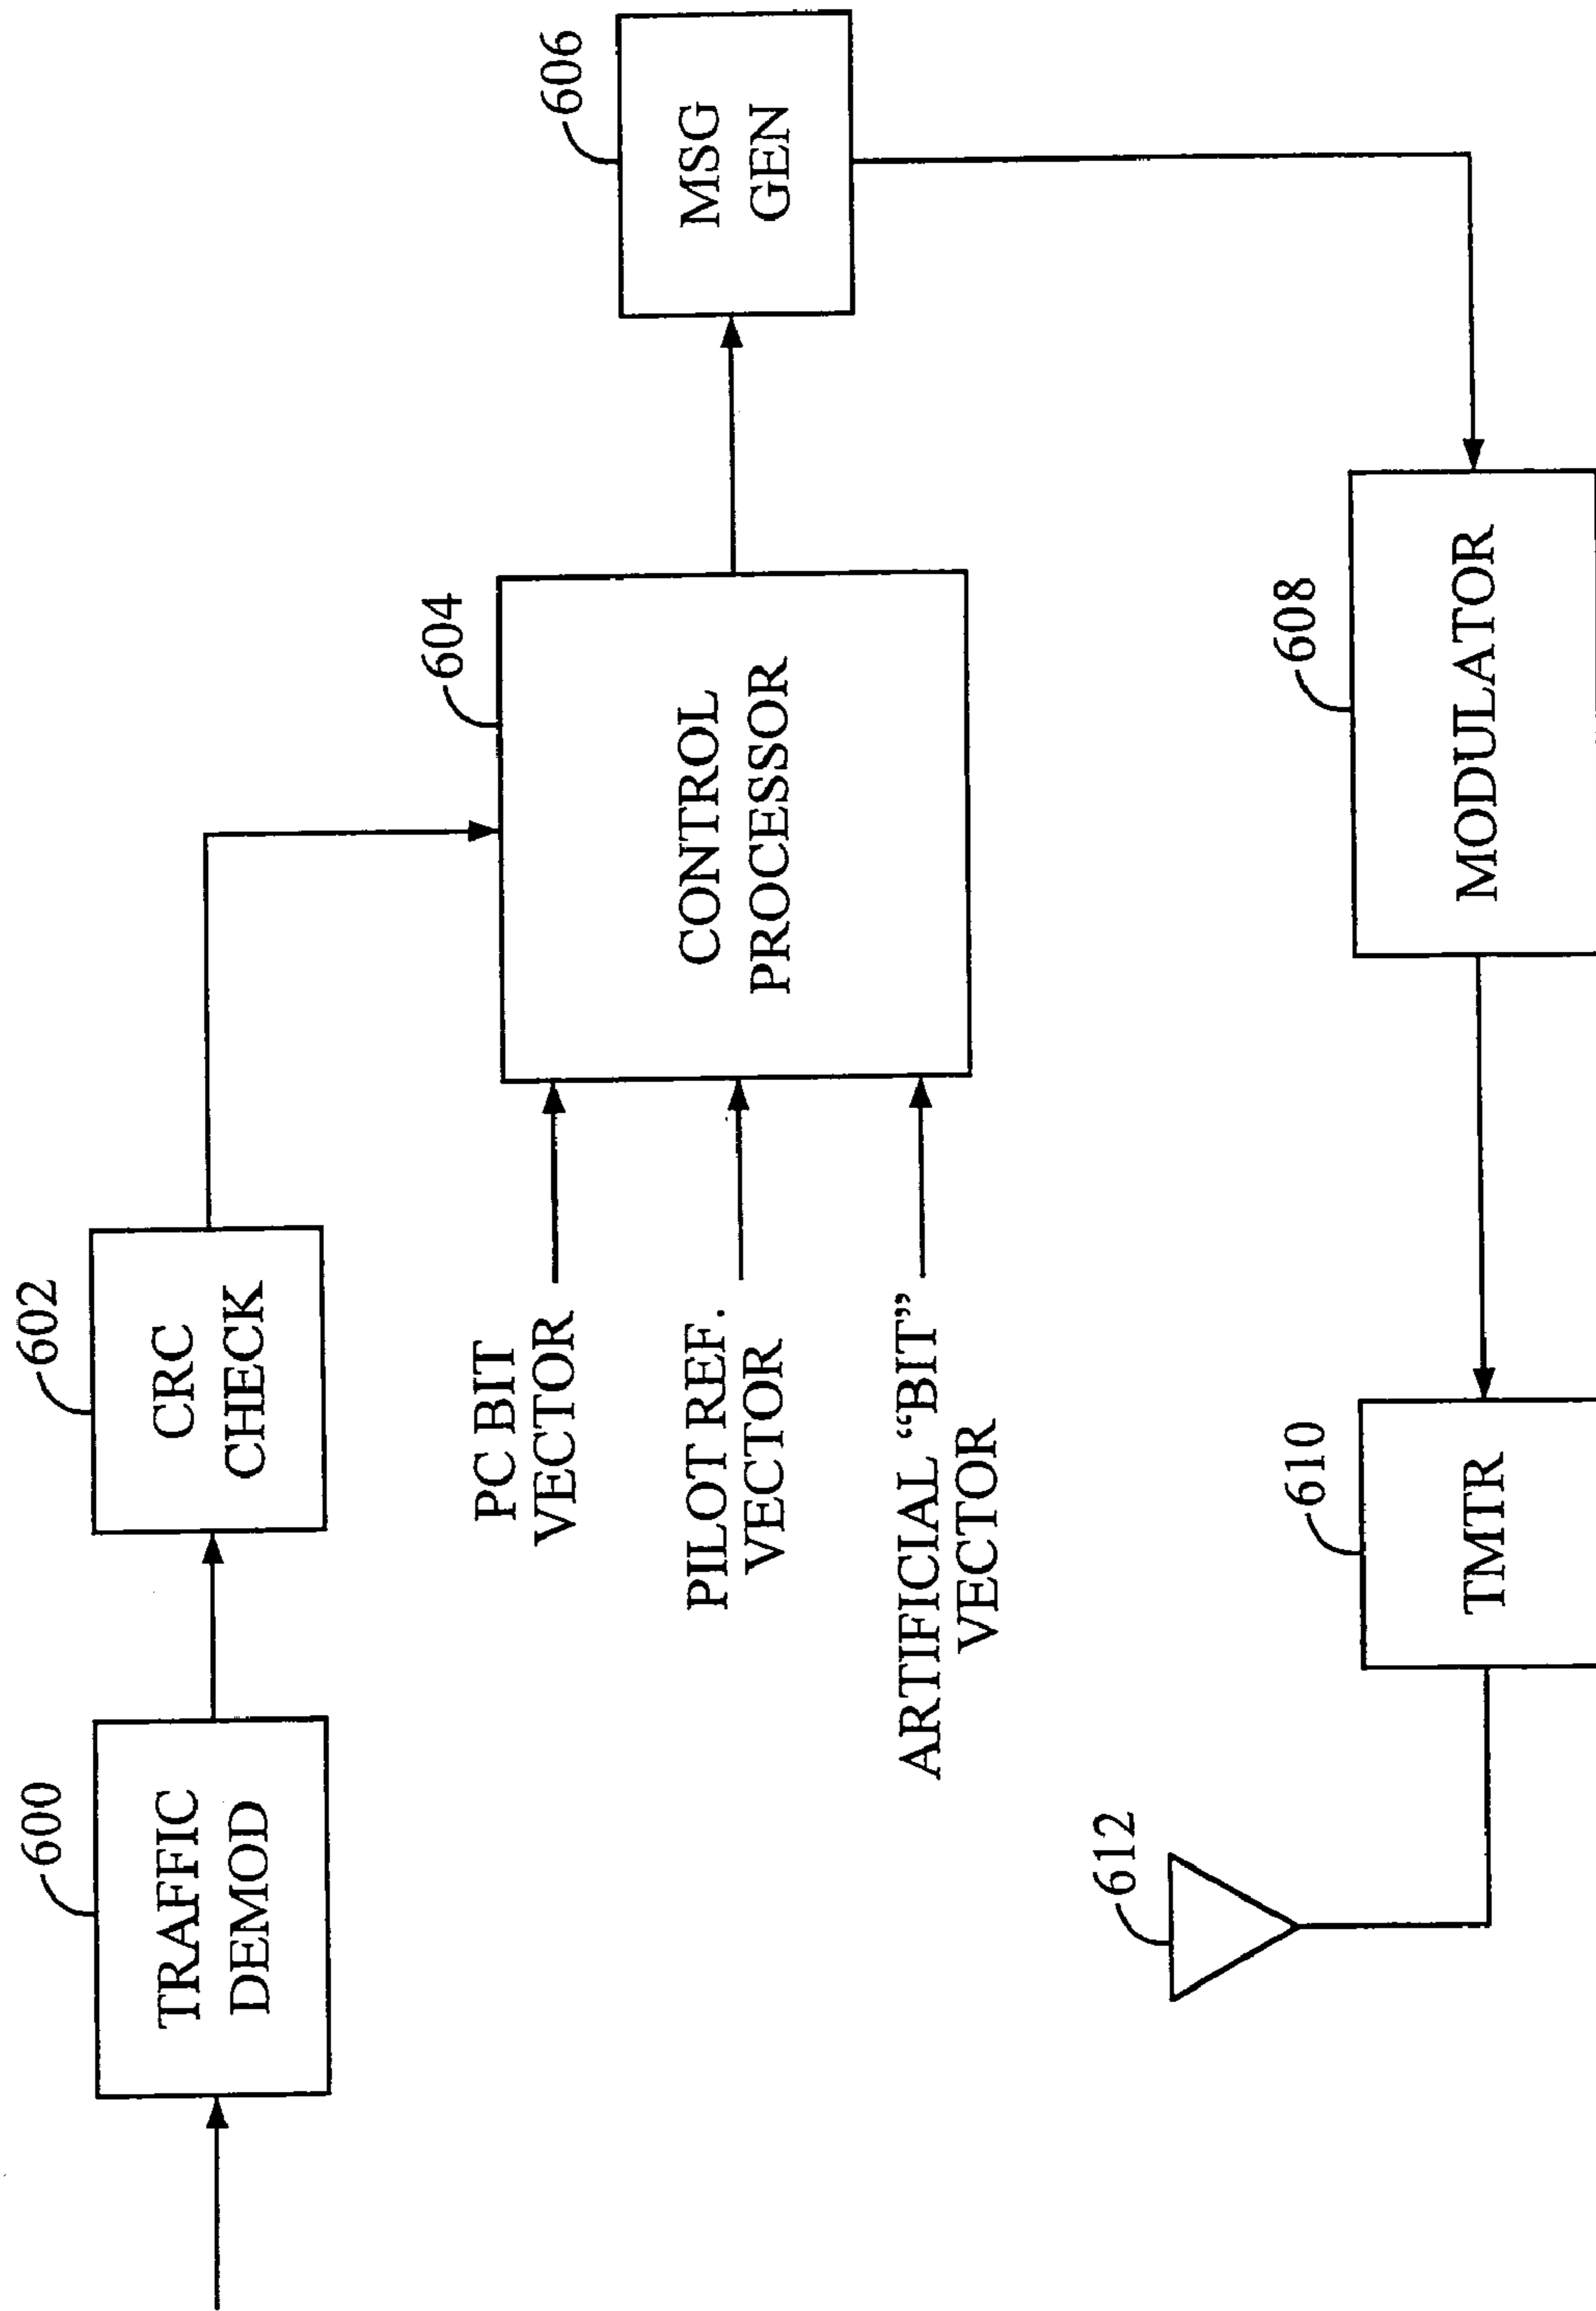 600
TRAFFIC
DEMOD
602
CRC
CHECK
604
CONTROL
PROCESSOR
606
MSG
GEN
PC BIT
VECTOR
PILOT REF.
VECTOR
ARTIFICIAL “BIT”
VECTOR
612
610
TMTR
608
MODULATOR